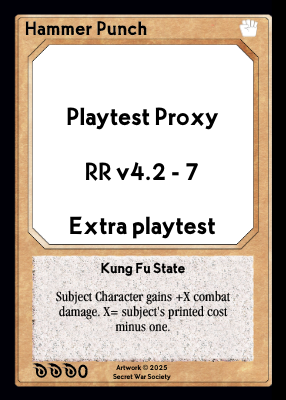 Hammer Punch
Playtest Proxy
RR v4.2 - 7
Extra playtest
Kung Fu State
Subject Character gains +X combat
damage. X= subject's printed cost
minus one.
Artwork © 2025
Secret War Society